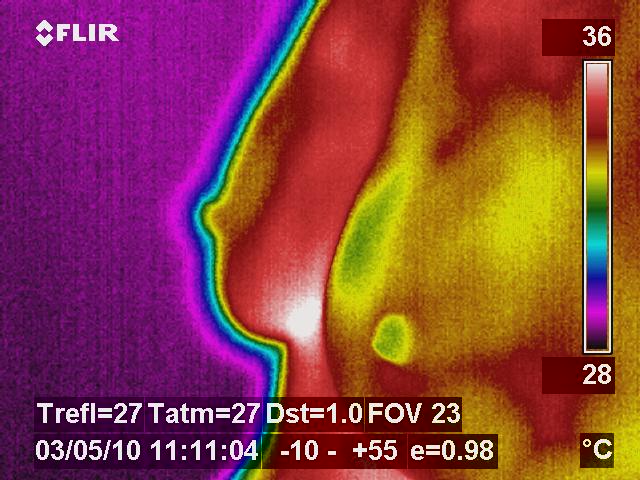 FLIR
36
28
Trefl=27 Tatm=27 Dst=1.0 FOV 23
03/05/10 11:11:04 -10 - +55 e=0.98 °C